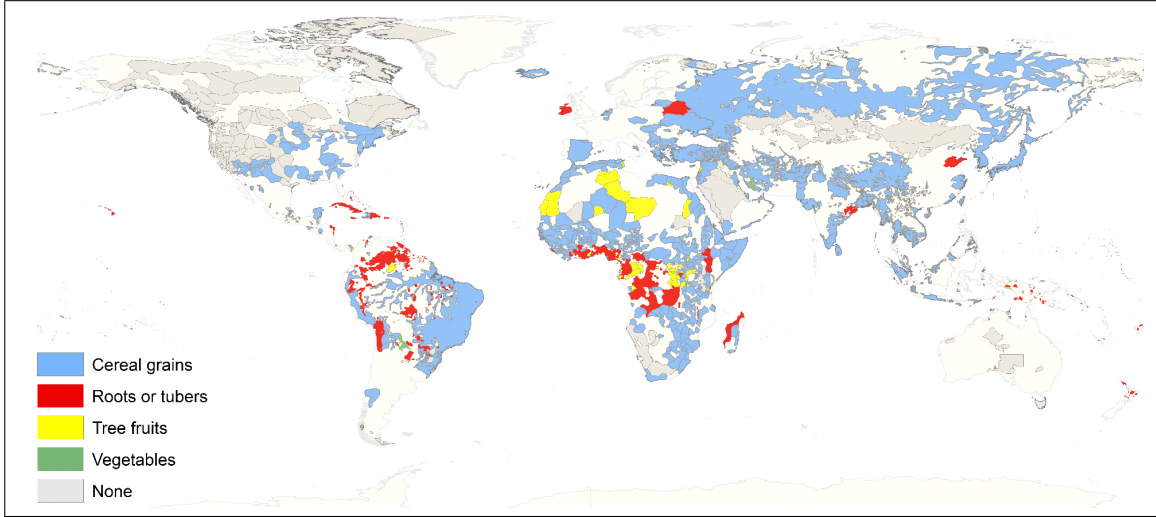 Cereal grains
Roots or tubers
Tree fruits
Vegetables
None